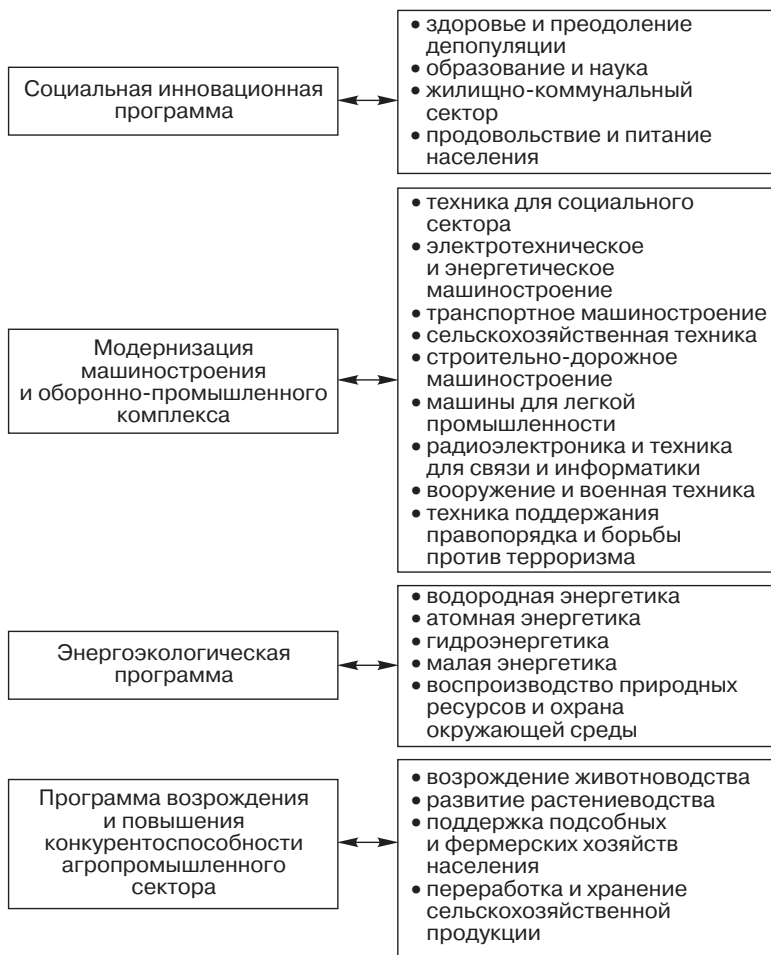 Социальная инновационная
программа
• здоровье и преодоление
депопуляции
• образование и наука
• жилищно-коммунальный
сектор
• продовольствие и питание
населения
Модернизация
машиностроения
и оборонно-промышленного
комплекса
• техника для социального
сектора
• электротехническое
и энергетическое
машиностроение
• транспортное машиностроение
• сельскохозяйственная техника
• строительно-дорожное
машиностроение
• машины для легкой
промышленности
• радиоэлектроника и техника
для связи и информатики
• вооружение и военная техника
• техника поддержания
правопорядка и борьбы
против терроризма
Энергоэкологическая
программа
• водородная энергетика
• атомная энергетика
• гидроэнергетика
• малая энергетика
• воспроизводство природных
ресурсов и охрана
окружающей среды
Программа возрождения
и повышения
конкурентоспособности
агропромышленного
сектора
• возрождение животноводства
• развитие растениеводства
• поддержка подсобных
и фермерских хозяйств
населения
• переработка и хранение
сельскохозяйственной
продукции